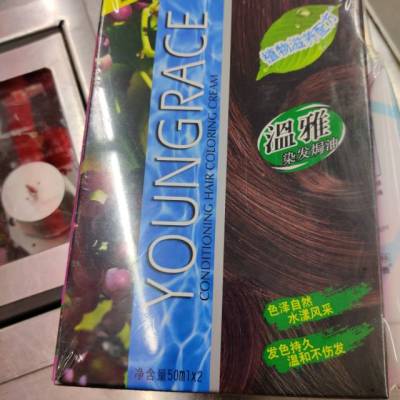 YOUNGRACE
CONDITIONING HAIR COLORING CREAM
植物滋养配方
溫雅
染发焗油
色泽自然
水漾风采
发色持久
温和不伤发
净含量50ml×2